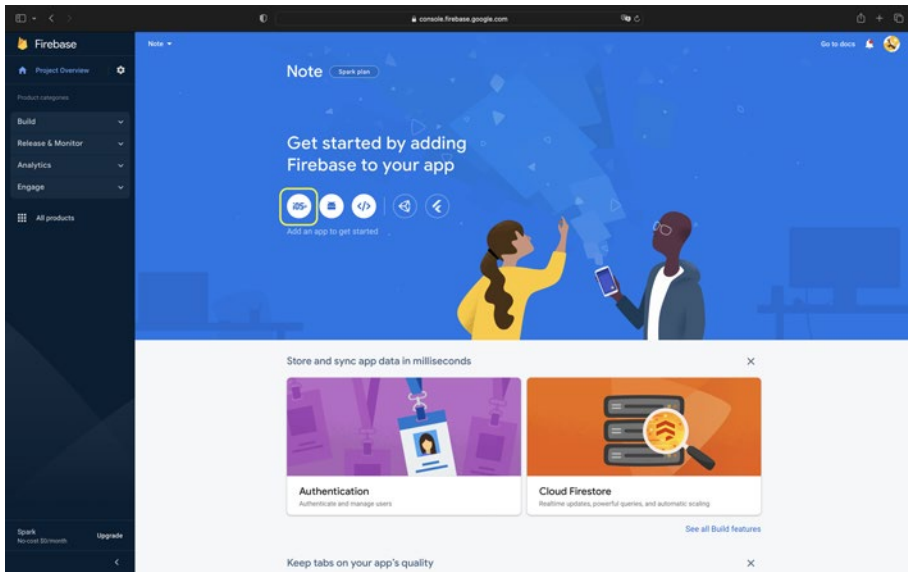 console.firebase.google.com
Firebase
Note
Go to docs
Project Overview
Note Spark plan
Product categories
Build
Release & Monitor
Analytics
Engage
All products
Get started by adding
Firebase to your app
iOS+
Add an app to get started
Store and sync app data in milliseconds
Authentication
Authenticate and manage users
Cloud Firestore
Realtime updates, powerful queries, and automatic scaling
See all Build features
Spark
No-cost $0/month
Upgrade
Keep tabs on your app's quality